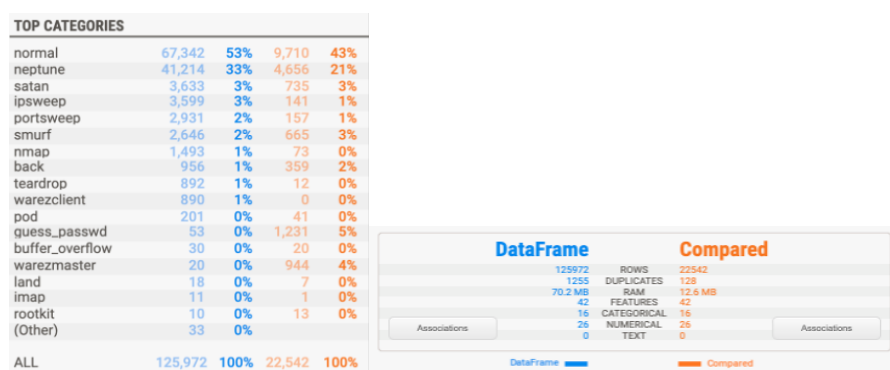 TOP CATEGORIES
normal 67,342 53% 9,710 43%
neptune 41,214 33% 4,656 21%
satan 3,633 3% 735 3%
ipsweep 3,599 3% 141 1%
portsweep 2,931 2% 157 1%
smurf 2,646 2% 665 3%
nmap 1,493 1% 73 0%
back 956 1% 359 2%
teardrop 892 1% 12 0%
warezclient 890 1% 0 0%
pod 201 0% 41 0%
guess_passwd 53 0% 1,231 5%
buffer_overflow 30 0% 20 0%
warezmaster 20 0% 944 4%
land 18 0% 7 0%
imap 11 0% 1 0%
rootkit 10 0% 13 0%
(Other) 33 0%
ALL 125,972 100% 22,542 100%
DataFrame Compared
125972 ROWS 22542
1255 DUPLICATES 128
70.2 MB RAM 12.6 MB
42 FEATURES 42
16 CATEGORICAL 16
26 NUMERICAL 26
0 TEXT 0
Associations Associations
DataFrame Compared